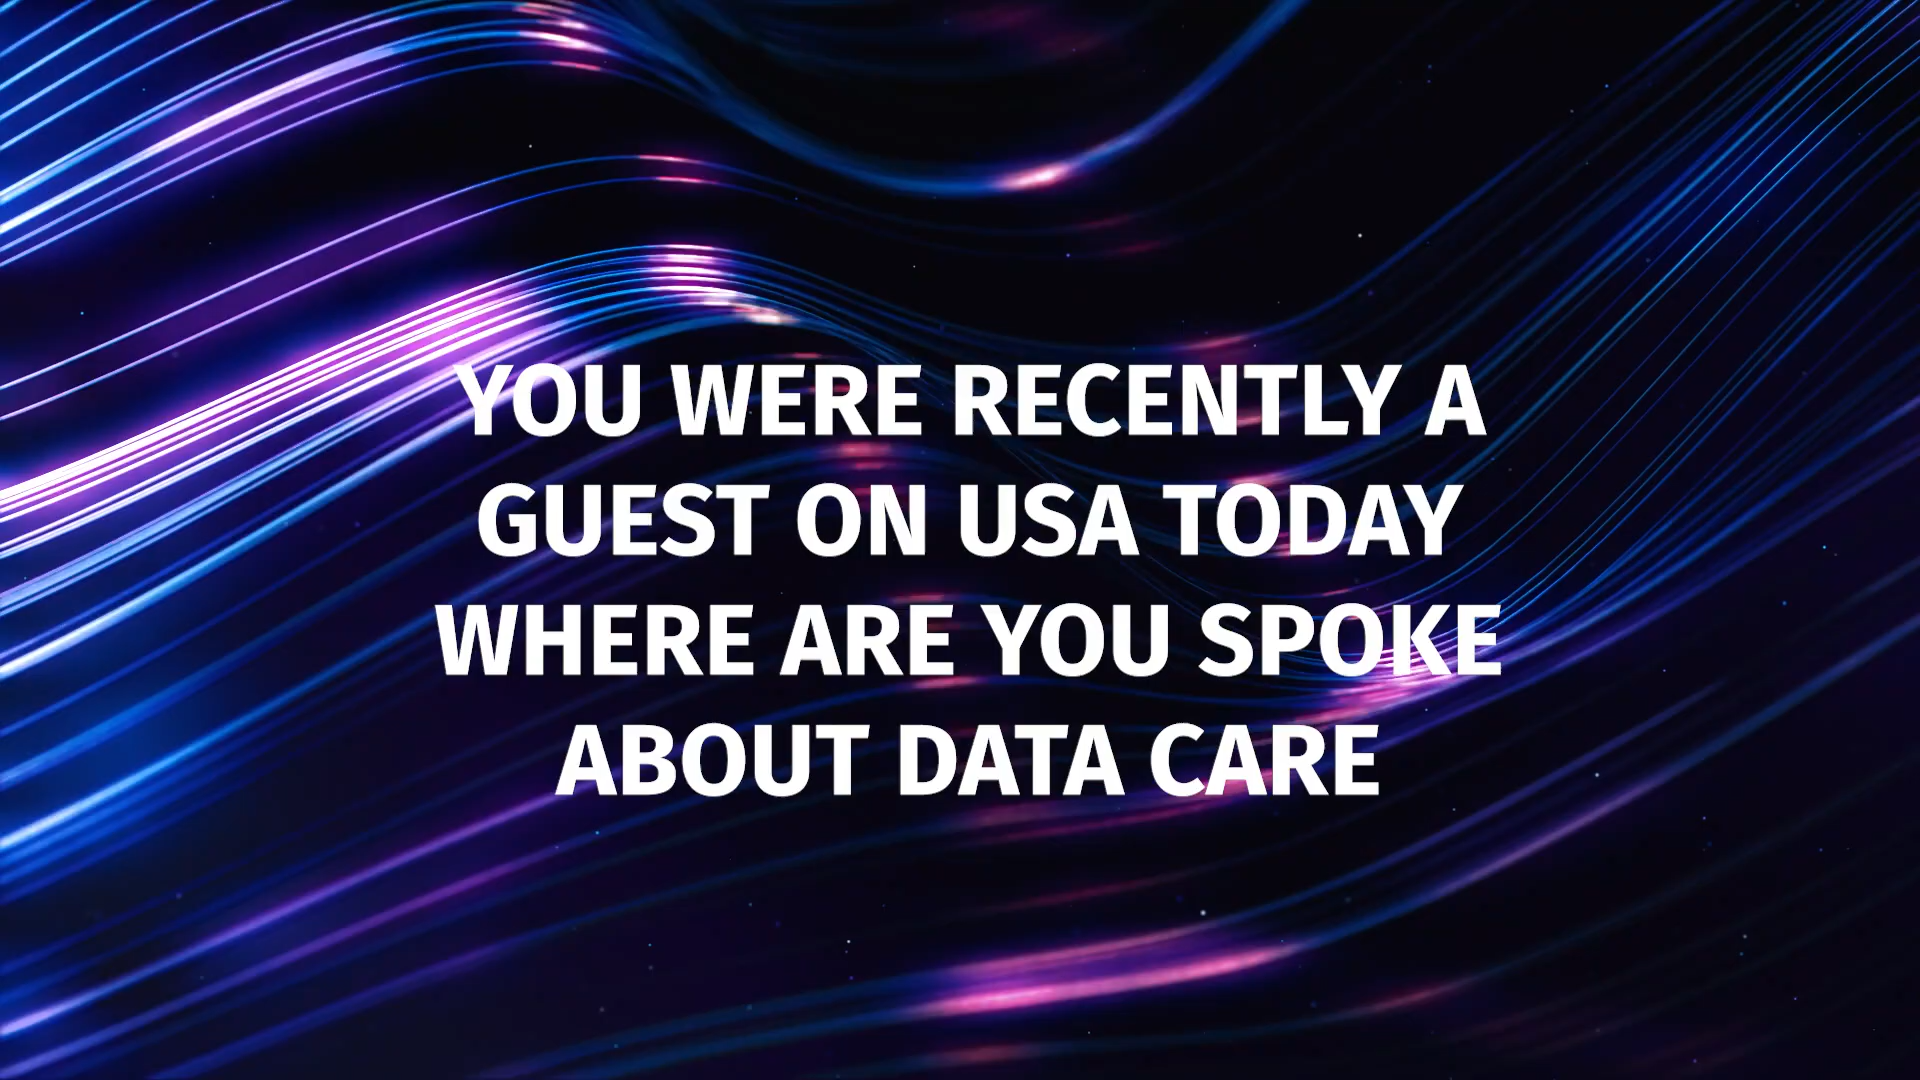 YOU WERE RECENTLY A
GUEST ON USA TODAY
WHERE ARE YOU SPOKE
ABOUT DATA CARE